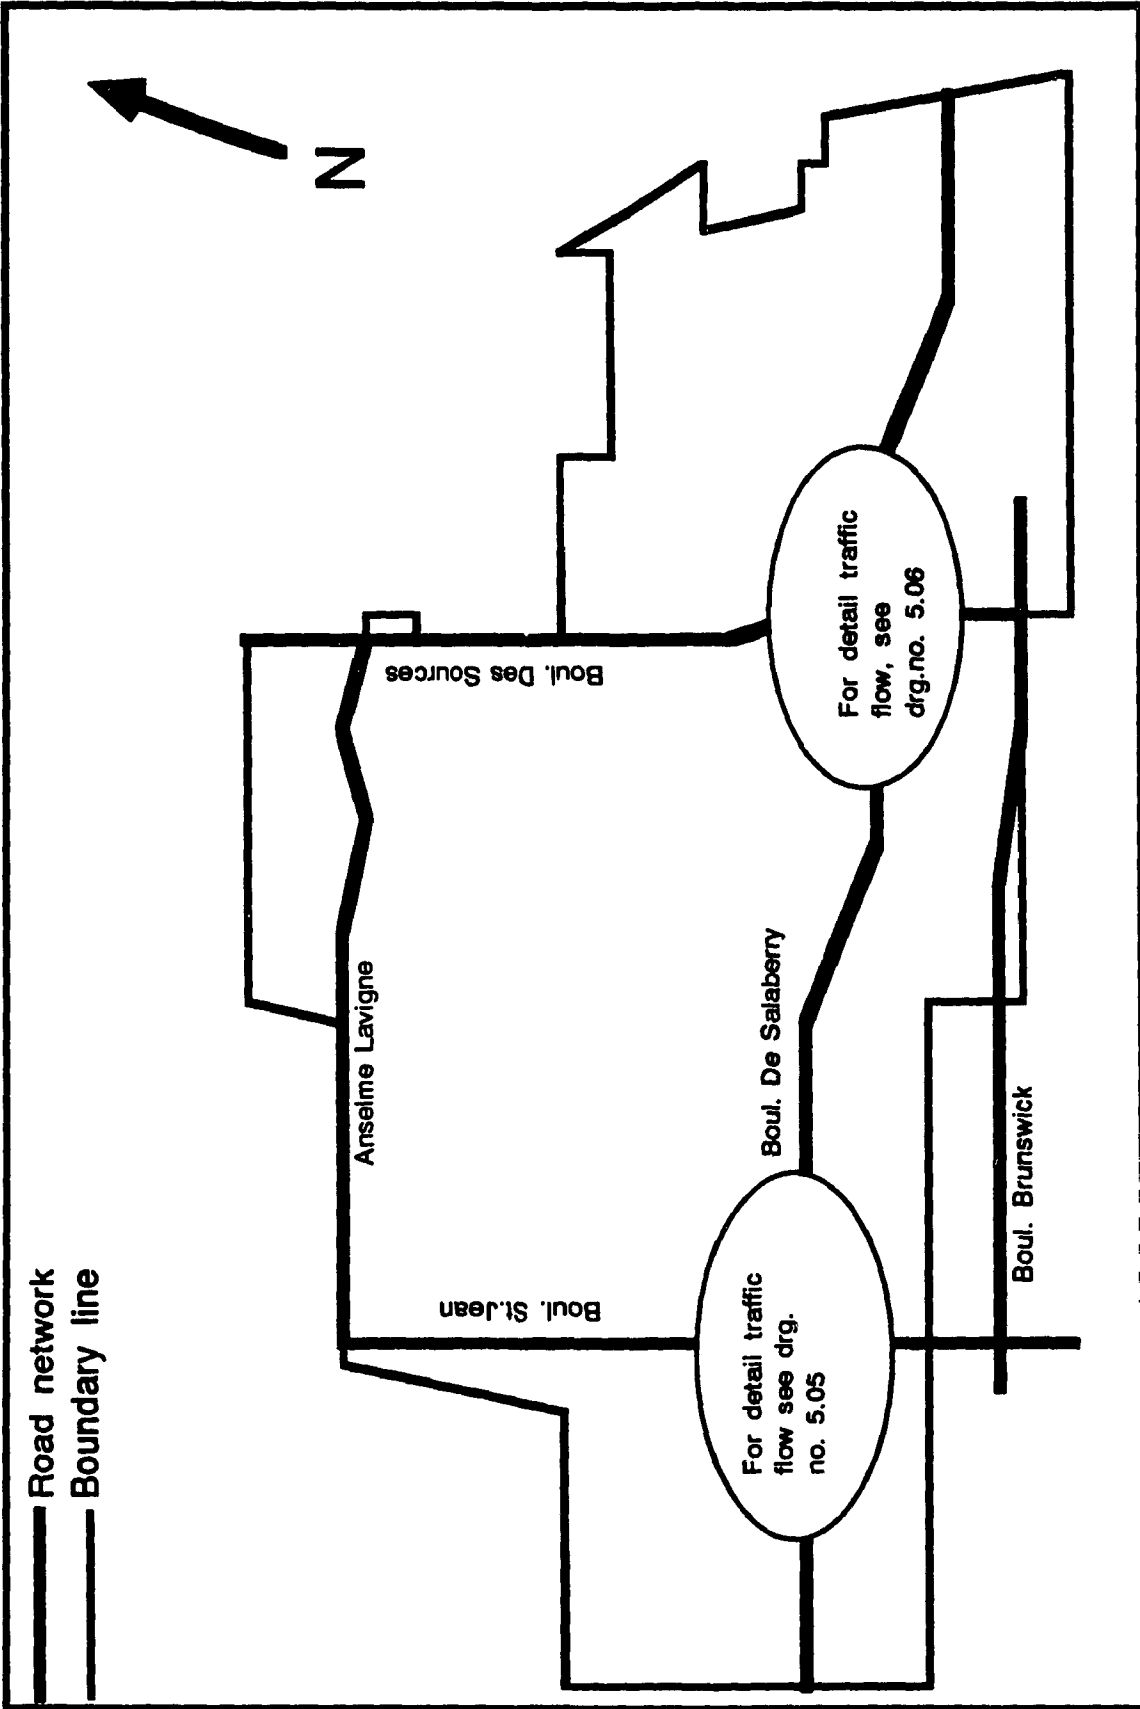 Road network
Boundary line
N
Anselme Lavigne
Boul. Des Sources
Boul. St.Jean
Boul. De Salaberry
For detail traffic
flow see drg.
no. 5.05
For detail traffic
flow, see
drg.no. 5.06
Boul. Brunswick